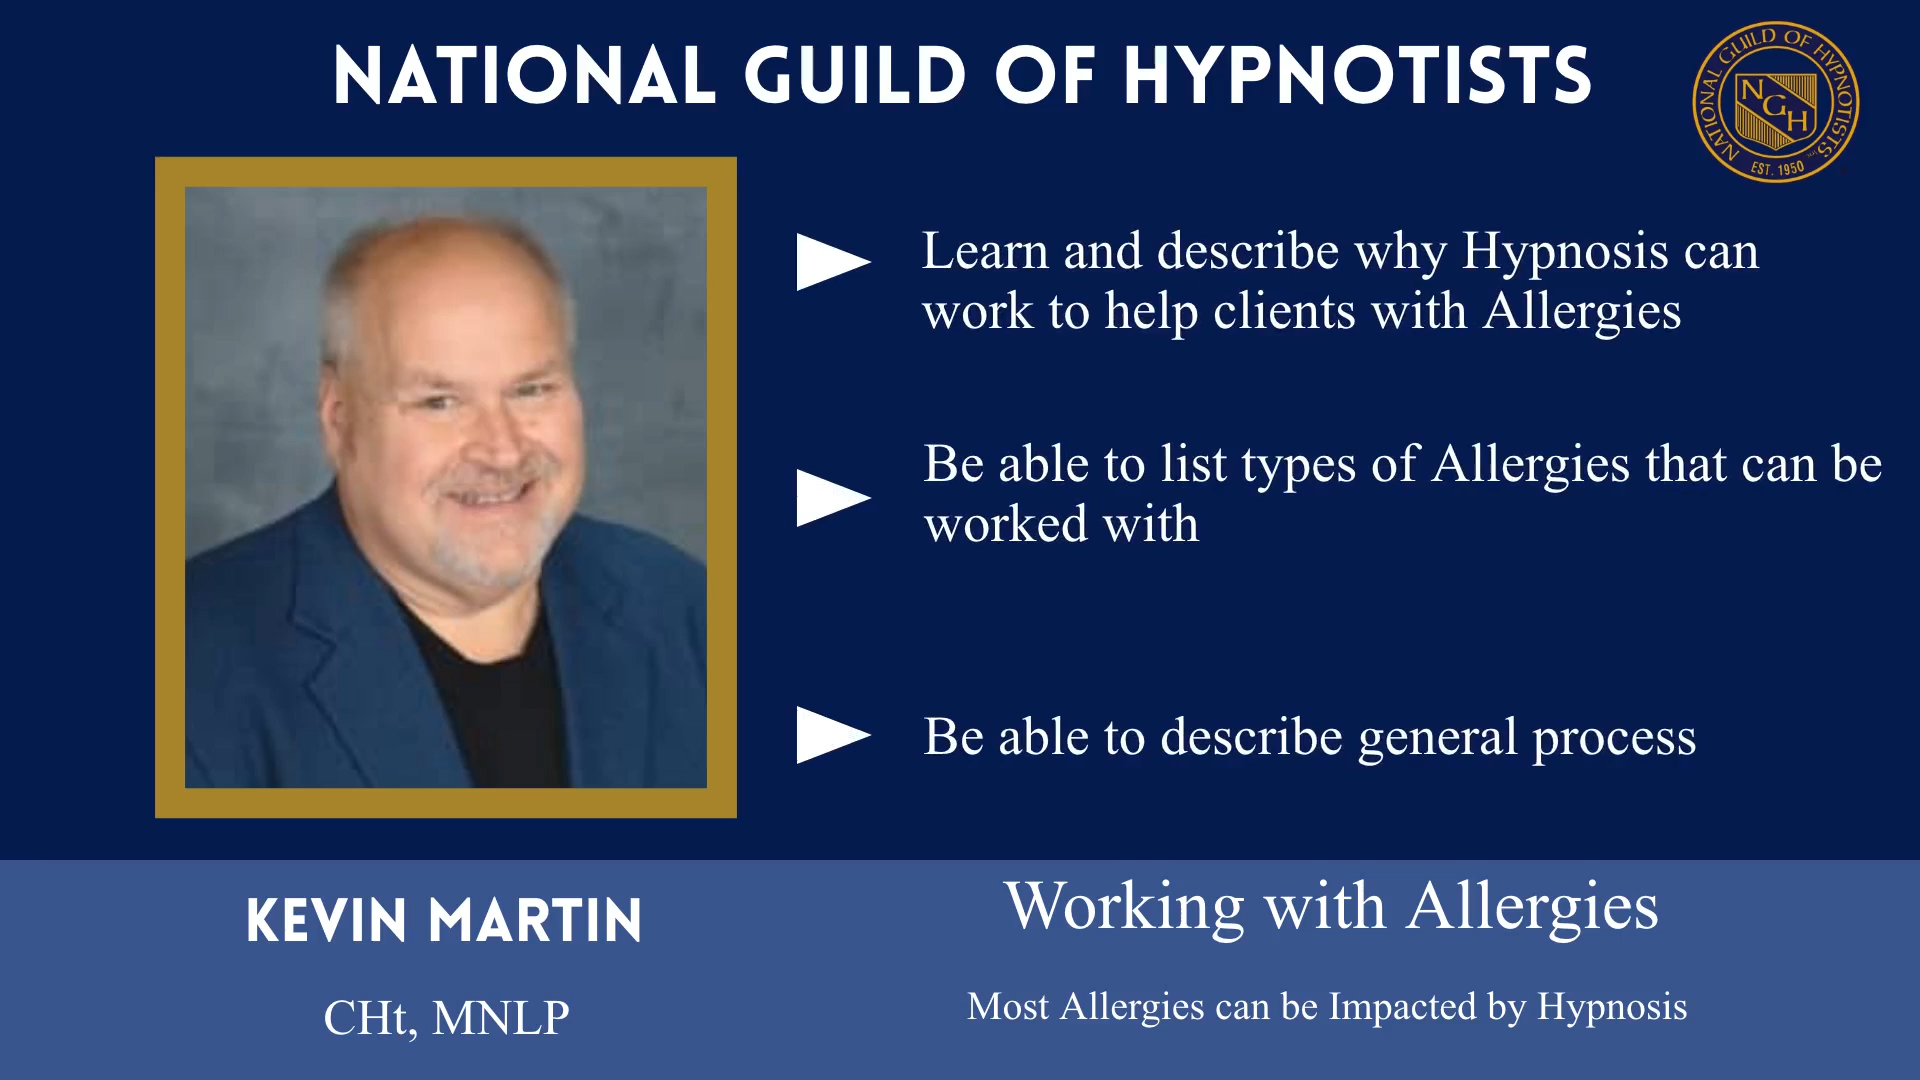 NATIONAL GUILD OF HYPNOTISTS
NATIONAL GUILD OF HYPNOTISTS
NGH
EST. 1950
Learn and describe why Hypnosis can
work to help clients with Allergies
Be able to list types of Allergies that can be
worked with
Be able to describe general process
KEVIN MARTIN
CHt, MNLP
Working with Allergies
Most Allergies can be Impacted by Hypnosis